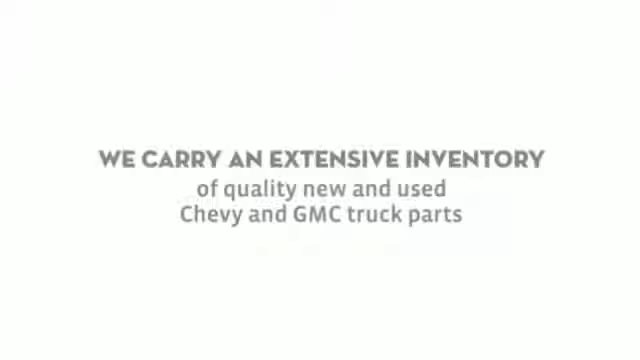 WE CARRY AN EXTENSIVE INVENTORY
of quality new and used
Chevy and GMC truck parts